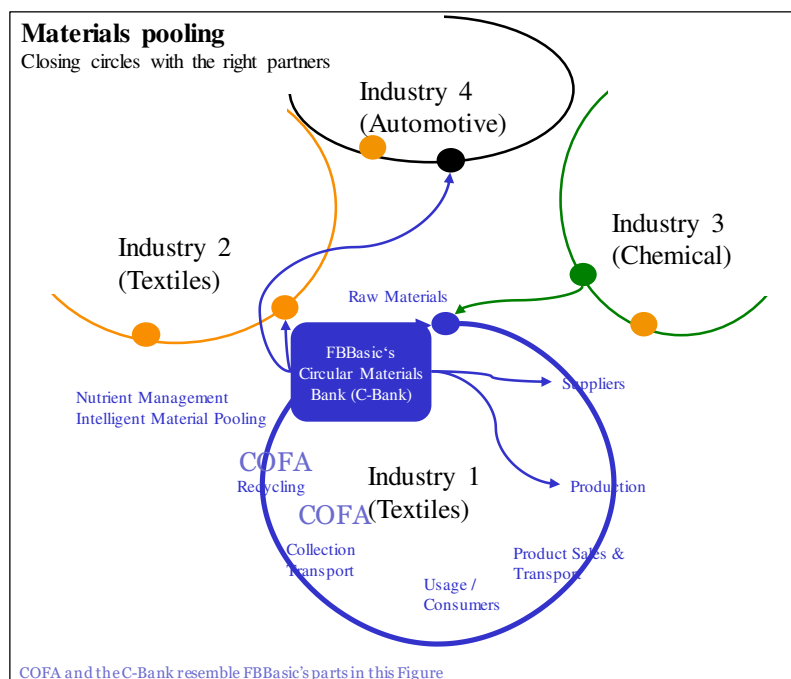 Materials pooling
Closing circles with the right partners
Industry 4
(Automotive)
Industry 2
(Textiles)
Industry 3
(Chemical)
Raw Materials
FBBasic‘s
Circular Materials
Bank (C-Bank)
Suppliers
Nutrient Management
Intelligent Material Pooling
COFA
Recycling
Industry 1
(Textiles)
Production
COFA
Collection
Transport
Product Sales &
Transport
Usage /
Consumers
COFA and the C-Bank resemble FBBasic's parts in this Figure